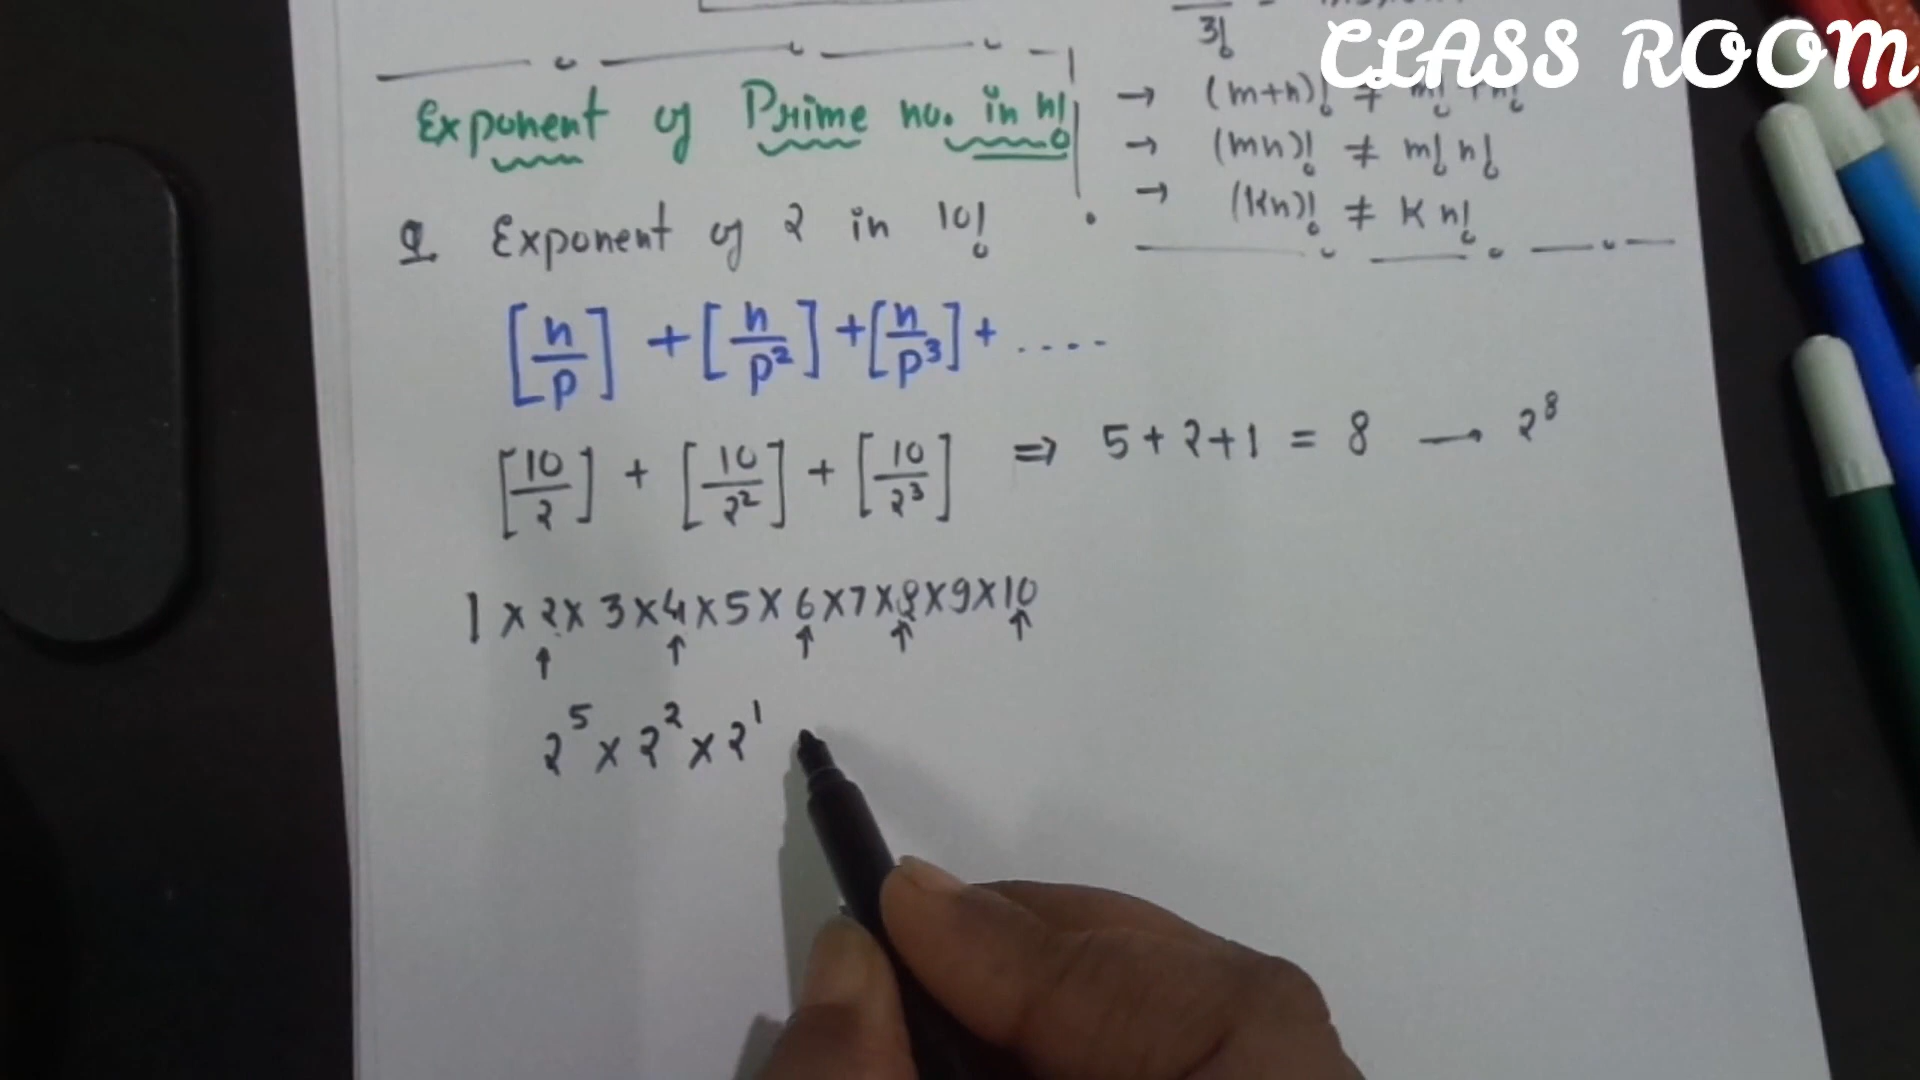 CLASS ROOM
3!
→ (m+n)! ≠ m! + n!
→ (mn)! ≠ m! n!
→ (Kn)! ≠ K n!
Exponent of Prime no. in n!
Q. Exponent of 2 in 10!
[n/p] + [n/p²] + [n/p³] + ....
[10/2] + [10/2²] + [10/2³] ⇒ 5+2+1 = 8 → 2⁸
1 × 2 × 3 × 4 × 5 × 6 × 7 × 8 × 9 × 10
↑ ↑ ↑ ↑ ↑
2⁵ × 2² × 2¹